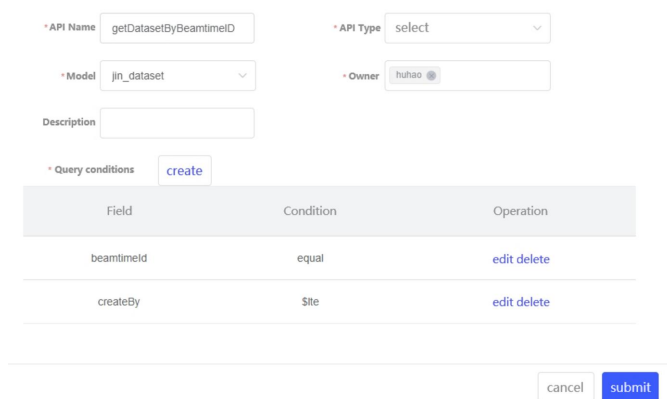 * API Name getDatasetByBeamtimeID * API Type select
* Model jin_dataset * Owner huhao
Description
* Query conditions create
Field Condition Operation
beamtimeId equal edit delete
createBy $lte edit delete
cancel submit